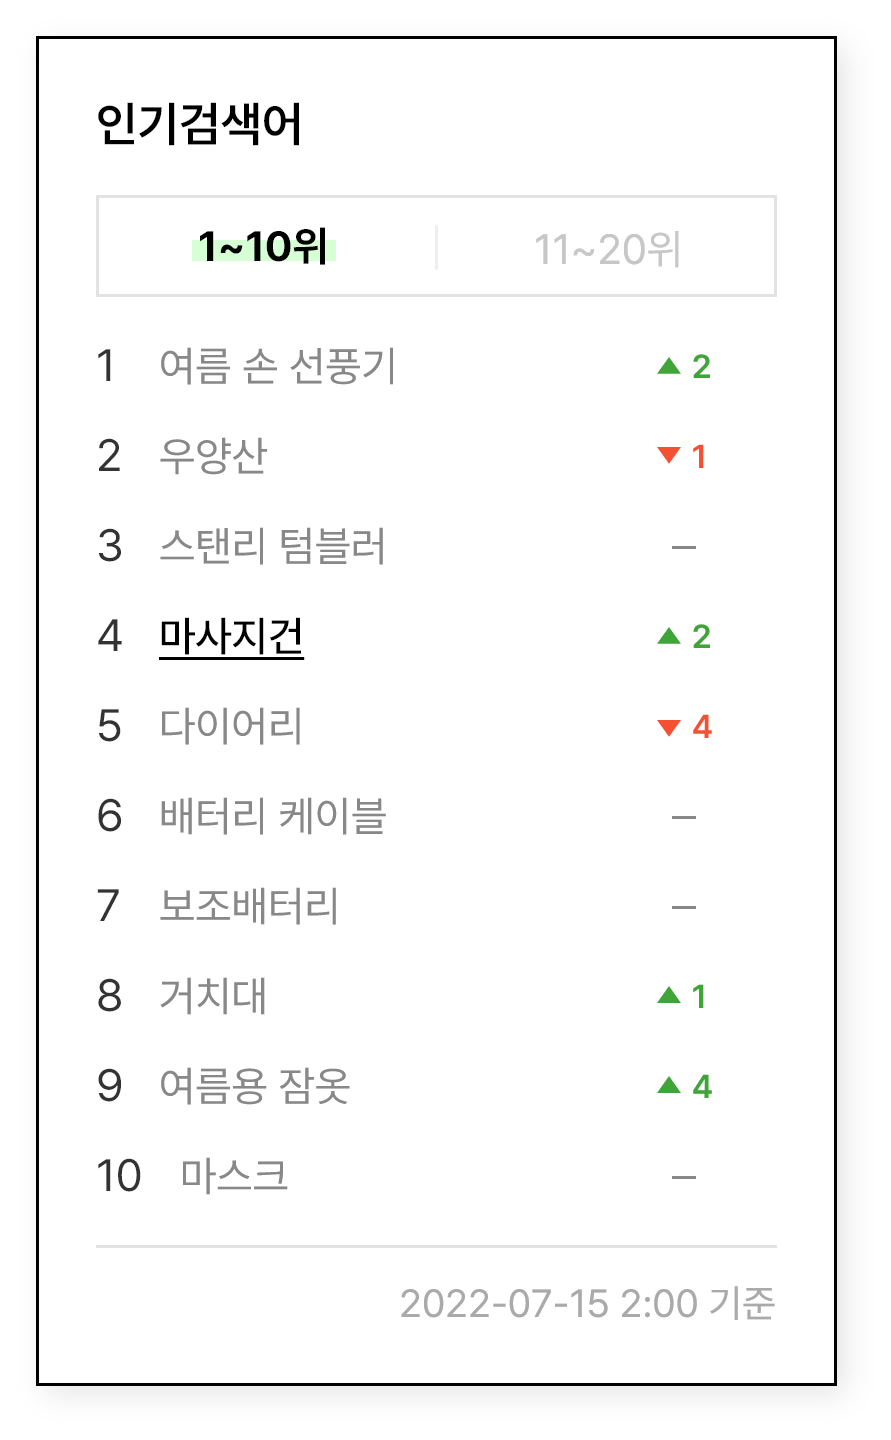 인기검색어
1~10위 11~20위
1 여름 손 선풍기 ▲ 2
2 우양산 ▼ 1
3 스탠리 텀블러 –
4 마사지건 ▲ 2
5 다이어리 ▼ 4
6 배터리 케이블 –
7 보조배터리 –
8 거치대 ▲ 1
9 여름용 잠옷 ▲ 4
10 마스크 –
2022-07-15 2:00 기준